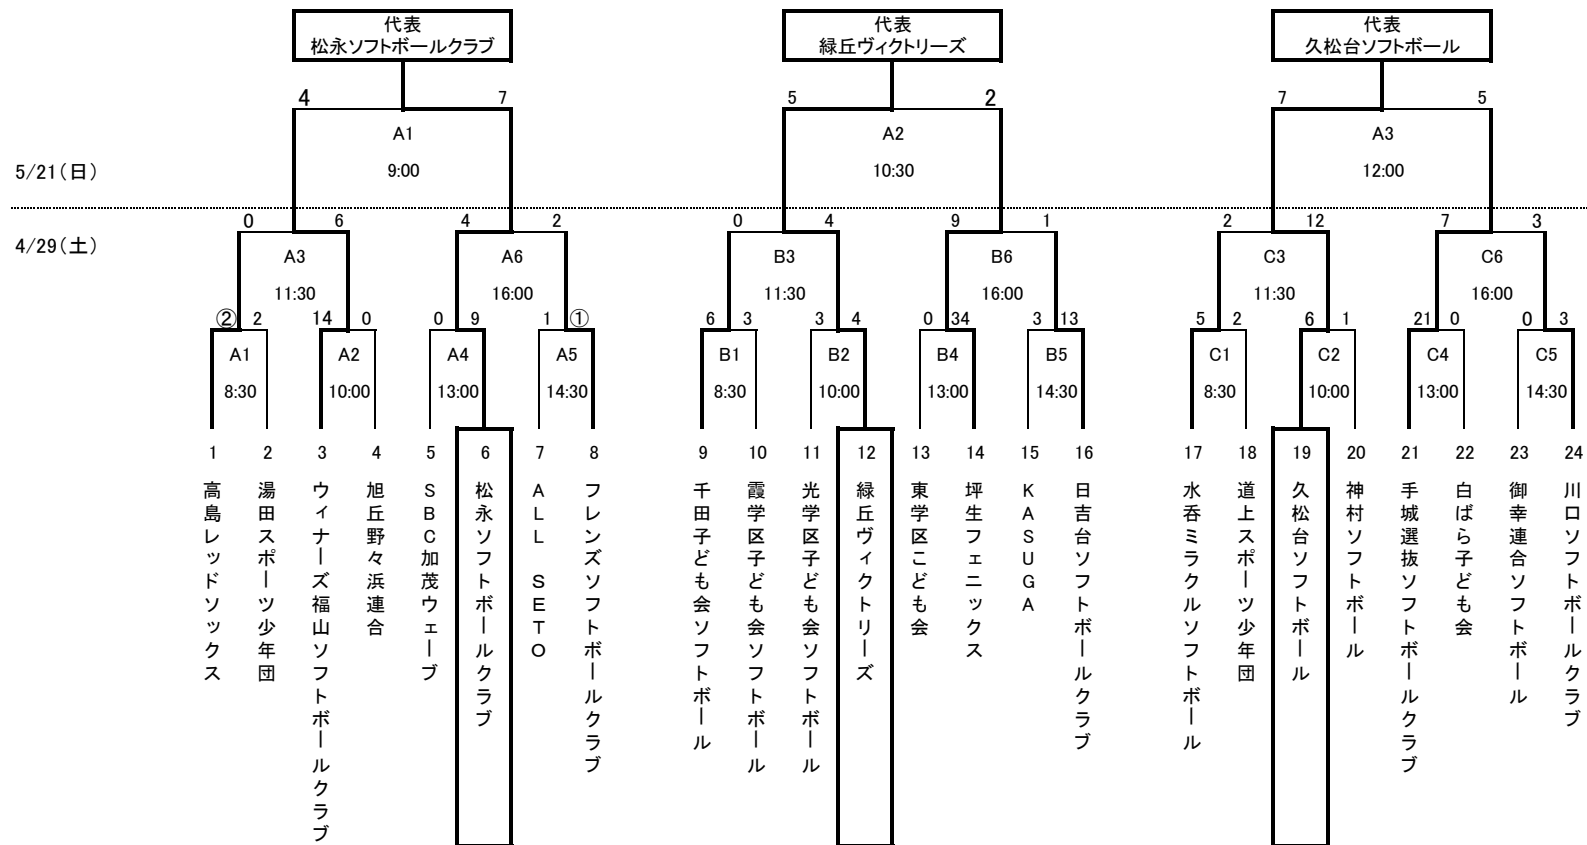 代表
松永ソフトボールクラブ
代表
緑丘ヴィクトリーズ
代表
久松台ソフトボール
4 7 5 2 7 5
A1 A2 A3
5/21(日) 9:00 10:30 12:00
0 6 4 2 0 4 9 1 2 12 7 3
4/29(土)
A3 A6 B3 B6 C3 C6
11:30 16:00 11:30 16:00 11:30 16:00
② 2 14 0 0 9 1 ① 6 3 3 4 0 34 3 13 5 2 6 1 21 0 0 3
A1 A2 A4 A5 B1 B2 B4 B5 C1 C2 C4 C5
8:30 10:00 13:00 14:30 8:30 10:00 13:00 14:30 8:30 10:00 13:00 14:30
1 2 3 4 5 6 7 8 9 10 11 12 13 14 15 16 17 18 19 20 21 22 23 24
高島レッドソックス
湯田スポーツ少年団
ウィナーズ福山ソフトボールクラブ
旭丘野々浜連合
SBC加茂ウェーブ
松永ソフトボールクラブ
ALL SETO
フレンズソフトボールクラブ
千田子ども会ソフトボール
霞学区子ども会ソフトボール
光学区子ども会ソフトボール
緑丘ヴィクトリーズ
東学区こども会
坪生フェニックス
KASUGA
日吉台ソフトボールクラブ
水呑ミラクルソフトボール
道上スポーツ少年団
久松台ソフトボール
神村ソフトボール
手城選抜ソフトボールクラブ
白ばら子ども会
御幸連合ソフトボール
川口ソフトボールクラブ